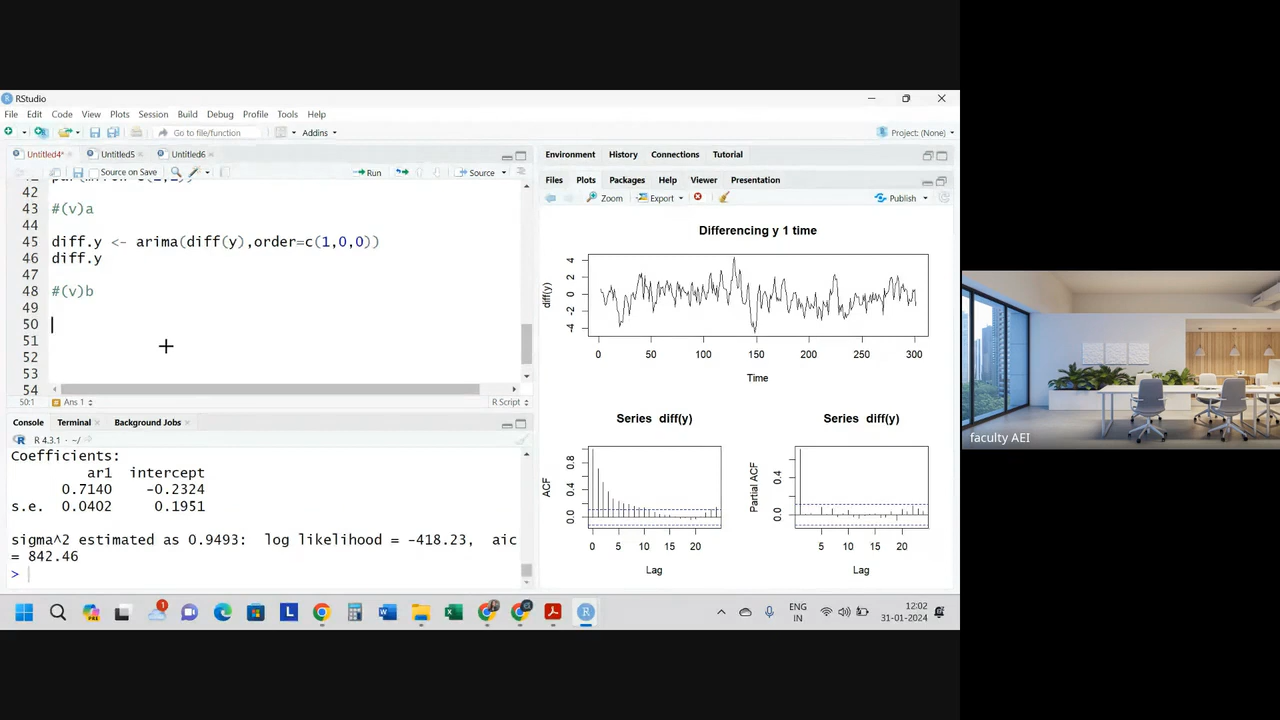 RStudio
File Edit Code View Plots Session Build Debug Profile Tools Help
Go to file/function Addins Project: (None)
Untitled4* Untitled5 Untitled6
Source on Save Run Source
42
43 #(v)a
44
45 diff.y <- arima(diff(y),order=c(1,0,0))
46 diff.y
47
48 #(v)b
49
50
51
52
53
54
50:1 Ans 1 R Script
Console Terminal Background Jobs
R 4.3.1 · ~/
Coefficients:
ar1 intercept
0.7140 -0.2324
s.e. 0.0402 0.1951
sigma^2 estimated as 0.9493: log likelihood = -418.23, aic
= 842.46
>
Environment History Connections Tutorial
Files Plots Packages Help Viewer Presentation
Zoom Export Publish
Differencing y 1 time
diff(y)
4
2
0
-2
-4
0 50 100 150 200 250 300
Time
Series diff(y)
ACF
0.8
0.4
0.0
0 5 10 15 20
Lag
Series diff(y)
Partial ACF
0.4
0.0
5 10 15 20
Lag
faculty AEI
1
PRE
L
ENG
IN
12:02
31-01-2024